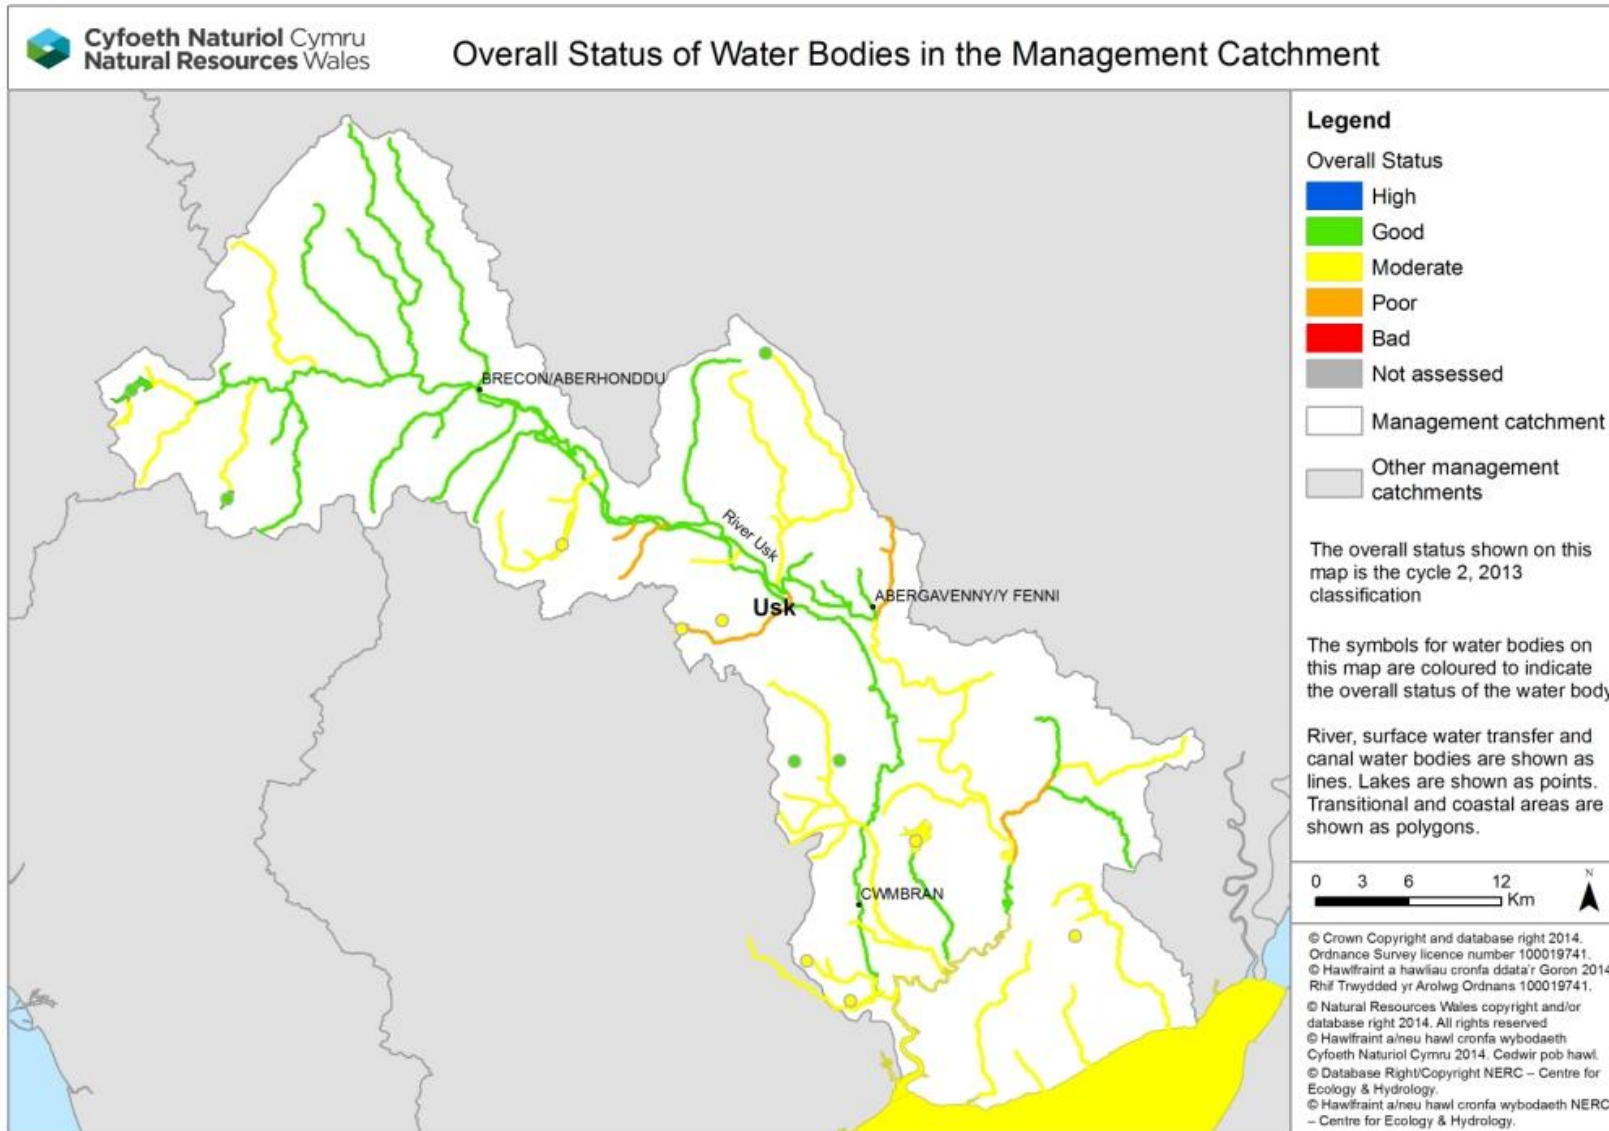 Cyfoeth Naturiol Cymru
Natural Resources Wales
Overall Status of Water Bodies in the Management Catchment
BRECON/ABERHONDDU
River Usk
Usk
ABERGAVENNY/Y FENNI
CWMBRAN
Legend
Overall Status
High
Good
Moderate
Poor
Bad
Not assessed
Management catchment
Other management
catchments
The overall status shown on this
map is the cycle 2, 2013
classification
The symbols for water bodies on
this map are coloured to indicate
the overall status of the water body
River, surface water transfer and
canal water bodies are shown as
lines. Lakes are shown as points.
Transitional and coastal areas are
shown as polygons.
0 3 6 12
Km
N
© Crown Copyright and database right 2014.
Ordnance Survey licence number 100019741.
© Hawlfraint a hawliau cronfa ddata'r Goron 2014
Rhif Trwydded yr Arolwg Ordnans 100019741.
© Natural Resources Wales copyright and/or
database right 2014. All rights reserved
© Hawlfraint a/neu hawl cronfa wybodaeth
Cyfoeth Naturiol Cymru 2014. Cedwir pob hawl.
© Database Right/Copyright NERC – Centre for
Ecology & Hydrology.
© Hawlfraint a/neu hawl cronfa wybodaeth NERC
– Centre for Ecology & Hydrology.